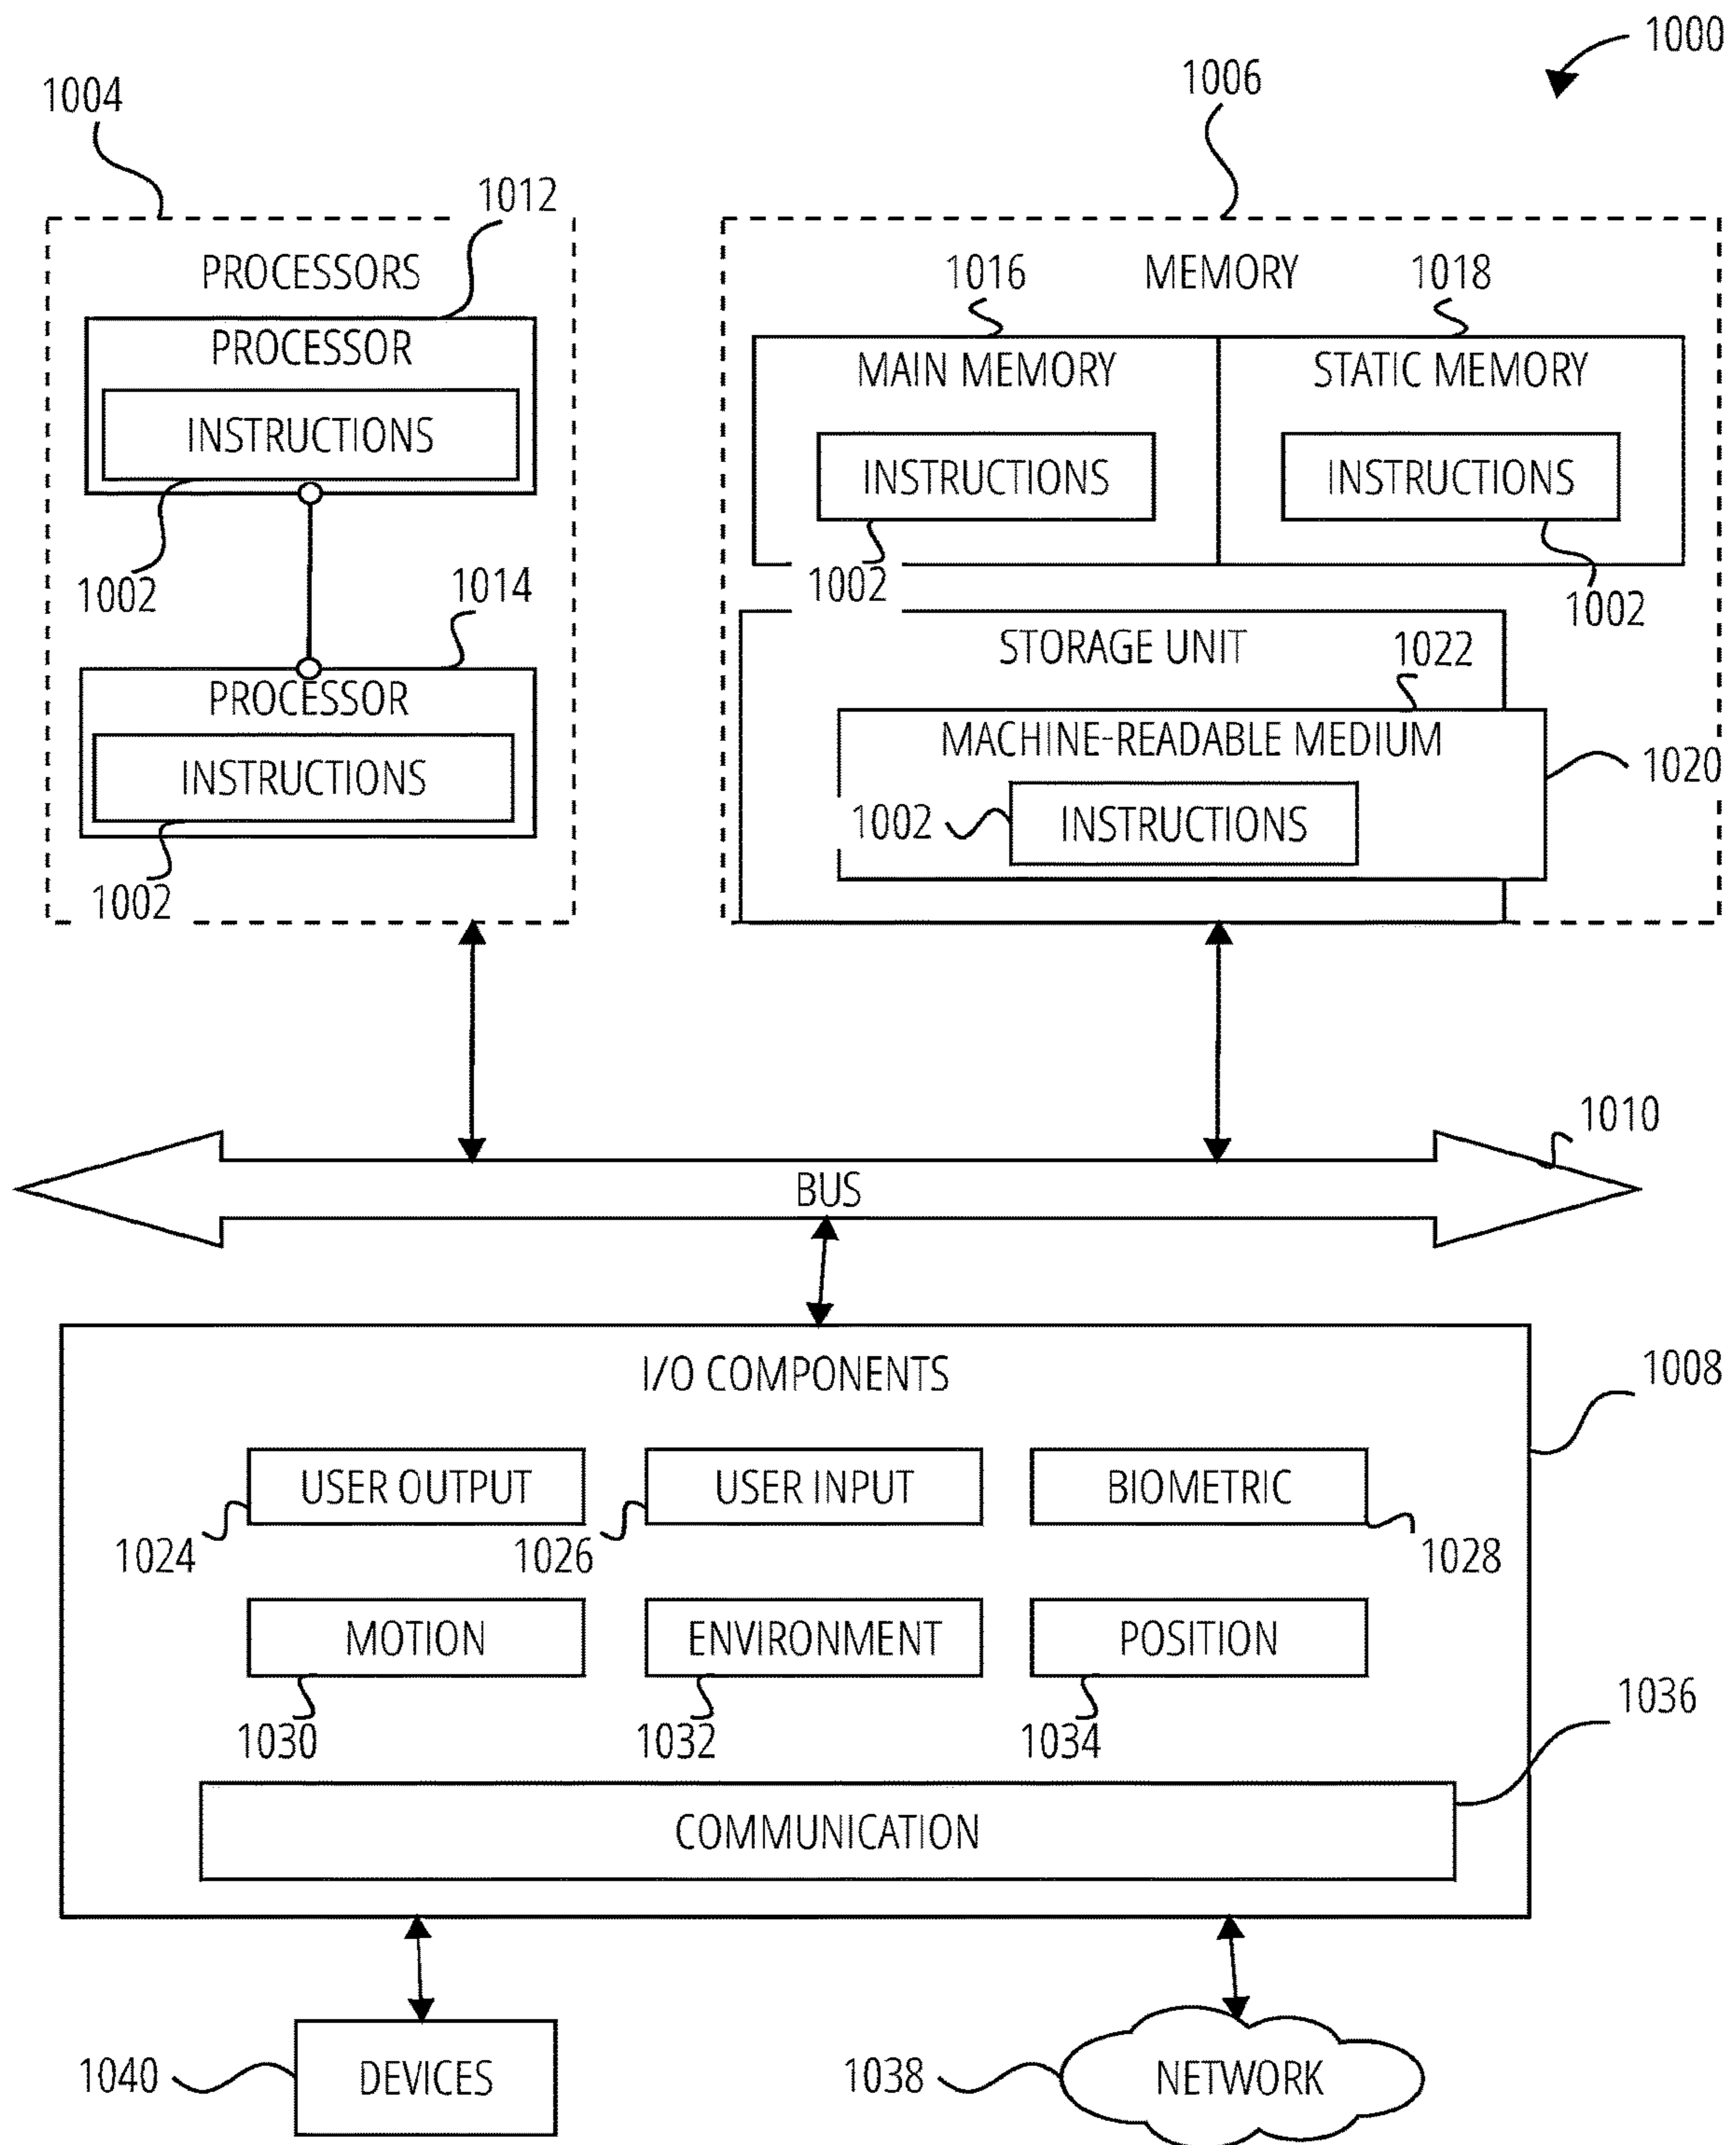 1000
1004
1006
1012
PROCESSORS
1016
MEMORY
1018
PROCESSOR
INSTRUCTIONS
MAIN MEMORY
STATIC MEMORY
INSTRUCTIONS
INSTRUCTIONS
1002
1014
1002
1002
PROCESSOR
INSTRUCTIONS
1002
STORAGE UNIT
1022
MACHINE-READABLE MEDIUM
1020
1002
INSTRUCTIONS
1010
BUS
I/O COMPONENTS
1008
USER OUTPUT
USER INPUT
BIOMETRIC
1024
1026
1028
MOTION
ENVIRONMENT
POSITION
1030
1032
1034
1036
COMMUNICATION
1040
DEVICES
1038
NETWORK